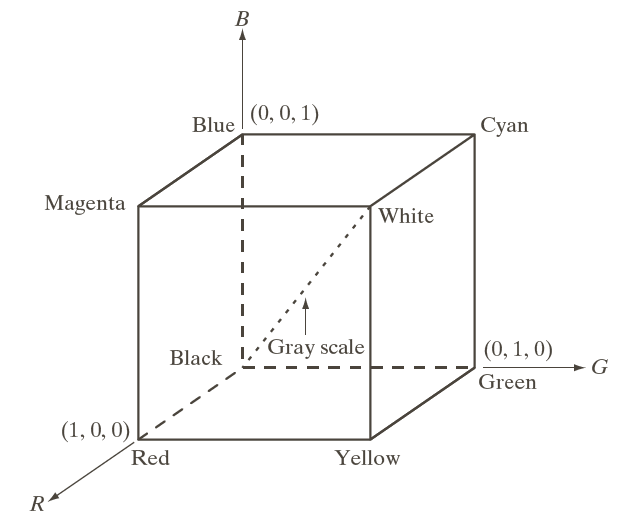 B
Blue (0, 0, 1)
Cyan
Magenta
White
Black
Gray scale
(0, 1, 0)
G
Green
(1, 0, 0)
Red
Yellow
R